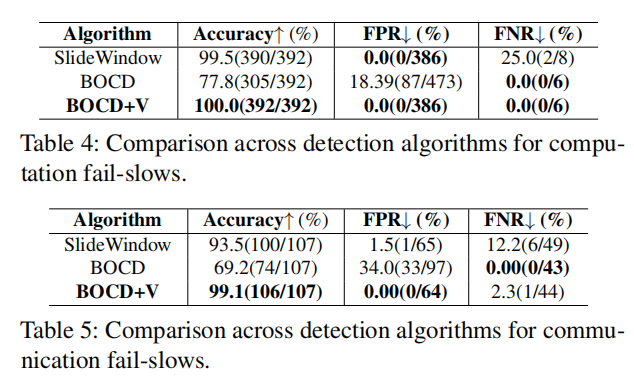 Algorithm Accuracy↑ (%) FPR↓ (%) FNR↓ (%)
SlideWindow 99.5(390/392) 0.0(0/386) 25.0(2/8)
BOCD 77.8(305/392) 18.39(87/473) 0.0(0/6)
BOCD+V 100.0(392/392) 0.0(0/386) 0.0(0/6)
Table 4: Comparison across detection algorithms for compu-
tation fail-slows.
Algorithm Accuracy↑ (%) FPR↓ (%) FNR↓ (%)
SlideWindow 93.5(100/107) 1.5(1/65) 12.2(6/49)
BOCD 69.2(74/107) 34.0(33/97) 0.00(0/43)
BOCD+V 99.1(106/107) 0.00(0/64) 2.3(1/44)
Table 5: Comparison across detection algorithms for commu-
nication fail-slows.